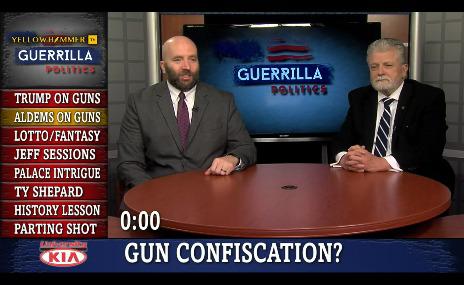 YELLOWHAMMER TV
GUERRILLA
POLITICS
TRUMP ON GUNS
ALDEMS ON GUNS
LOTTO/FANTASY
JEFF SESSIONS
PALACE INTRIGUE
TY SHEPARD
HISTORY LESSON
PARTING SHOT
GUERRILLA
POLITICS
0:00
University
KIA
GUN CONFISCATION?